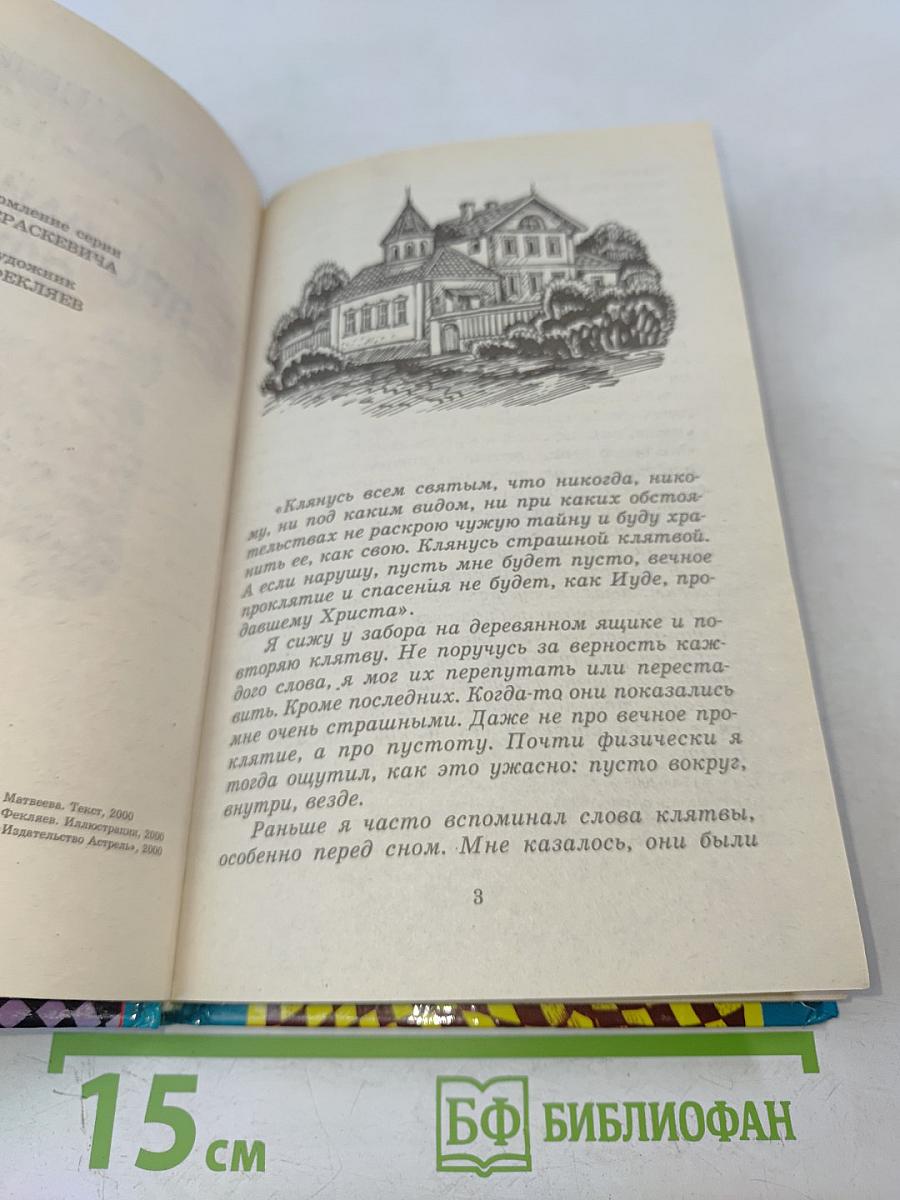 омление серии
РАСКЕВИЧА
удожник
ФЕКЛЯЕВ
Матвеева. Текст, 2000
Фекляев. Иллюстрации, 2000
Издательство Астрель», 2000
«Клянусь всем святым, что никогда, нико-
му, ни под каким видом, ни при каких обстоя-
тельствах не раскрою чужую тайну и буду хра-
нить ее, как свою. Клянусь страшной клятвой.
А если нарушу, пусть мне будет пусто, вечное
проклятие и спасения не будет, как Иуде, про-
давшему Христа».
Я сижу у забора на деревянном ящике и по-
вторяю клятву. Не поручусь за верность каж-
дого слова, я мог их перепутать или переста-
вить. Кроме последних. Когда-то они показались
мне очень страшными. Даже не про вечное про-
клятие, а про пустоту. Почти физически я
тогда ощутил, как это ужасно: пусто вокруг,
внутри, везде.
Раньше я часто вспоминал слова клятвы,
особенно перед сном. Мне казалось, они были
3
15 см
БФ БИБЛИОФАН